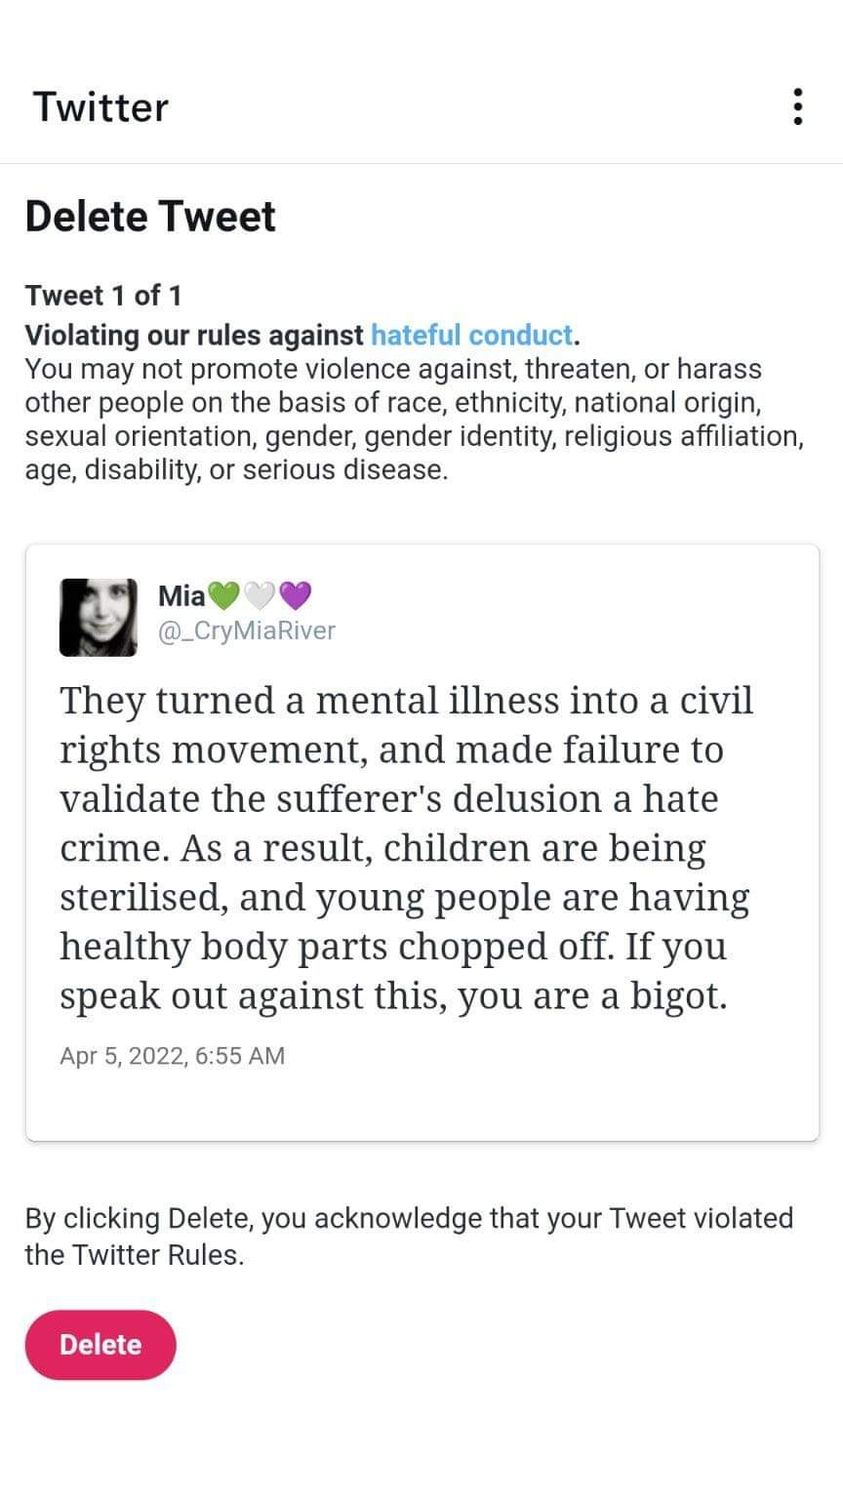 Twitter
Delete Tweet
Tweet 1 of 1
Violating our rules against hateful conduct.
You may not promote violence against, threaten, or harass
other people on the basis of race, ethnicity, national origin,
sexual orientation, gender, gender identity, religious affiliation,
age, disability, or serious disease.
Mia💚🤍💜
@_CryMiaRiver
They turned a mental illness into a civil
rights movement, and made failure to
validate the sufferer's delusion a hate
crime. As a result, children are being
sterilised, and young people are having
healthy body parts chopped off. If you
speak out against this, you are a bigot.
Apr 5, 2022, 6:55 AM
By clicking Delete, you acknowledge that your Tweet violated
the Twitter Rules.
Delete